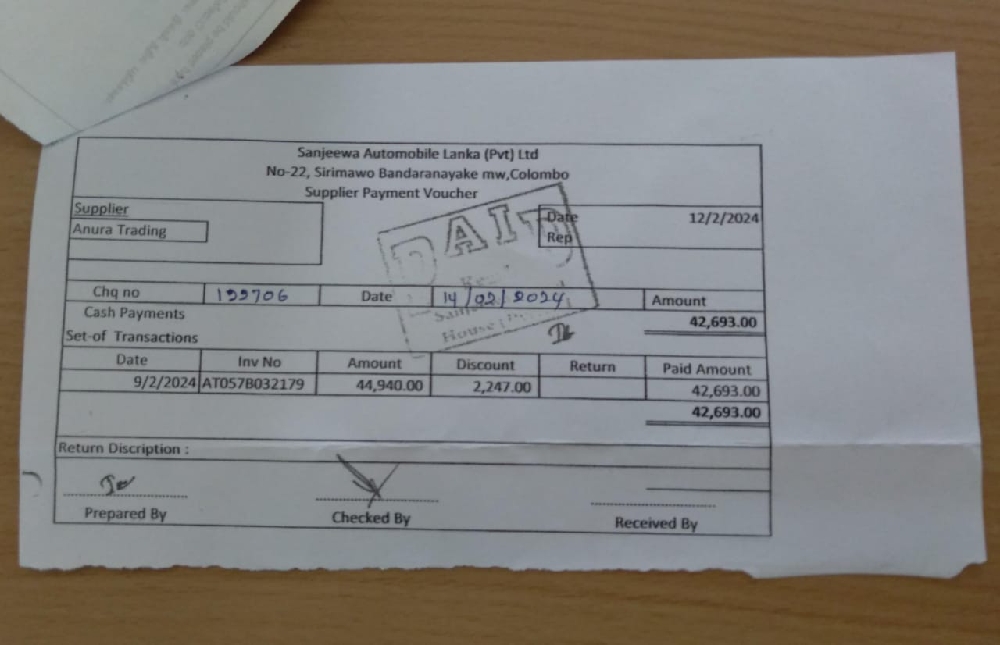 Sanjeewa Automobile Lanka (Pvt) Ltd
No-22, Sirimawo Bandaranayake mw,Colombo
Supplier Payment Voucher
Supplier
Anura Trading
Date 12/2/2024
Rep
PAID
House
Chq no 199706 Date 14/02/2024 Amount
Cash Payments 42,693.00
Set-of Transactions
Date Inv No Amount Discount Return Paid Amount
9/2/2024 AT057B032179 44,940.00 2,247.00 42,693.00
42,693.00
Return Discription :
Prepared By Checked By Received By